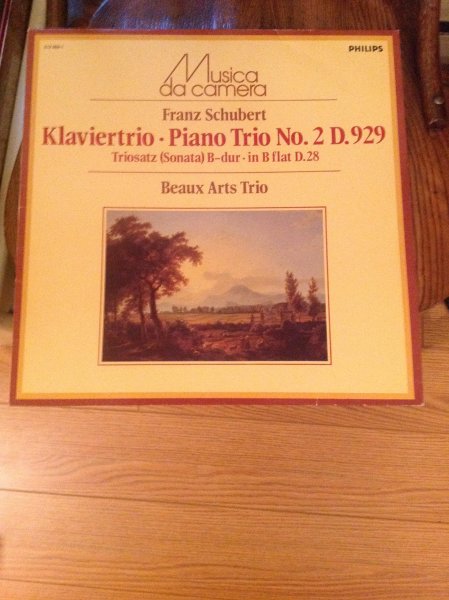 PHILIPS
Musica
da camera
Franz Schubert
Klaviertrio · Piano Trio No. 2 D.929
Triosatz (Sonata) B-dur · in B flat D.28
Beaux Arts Trio